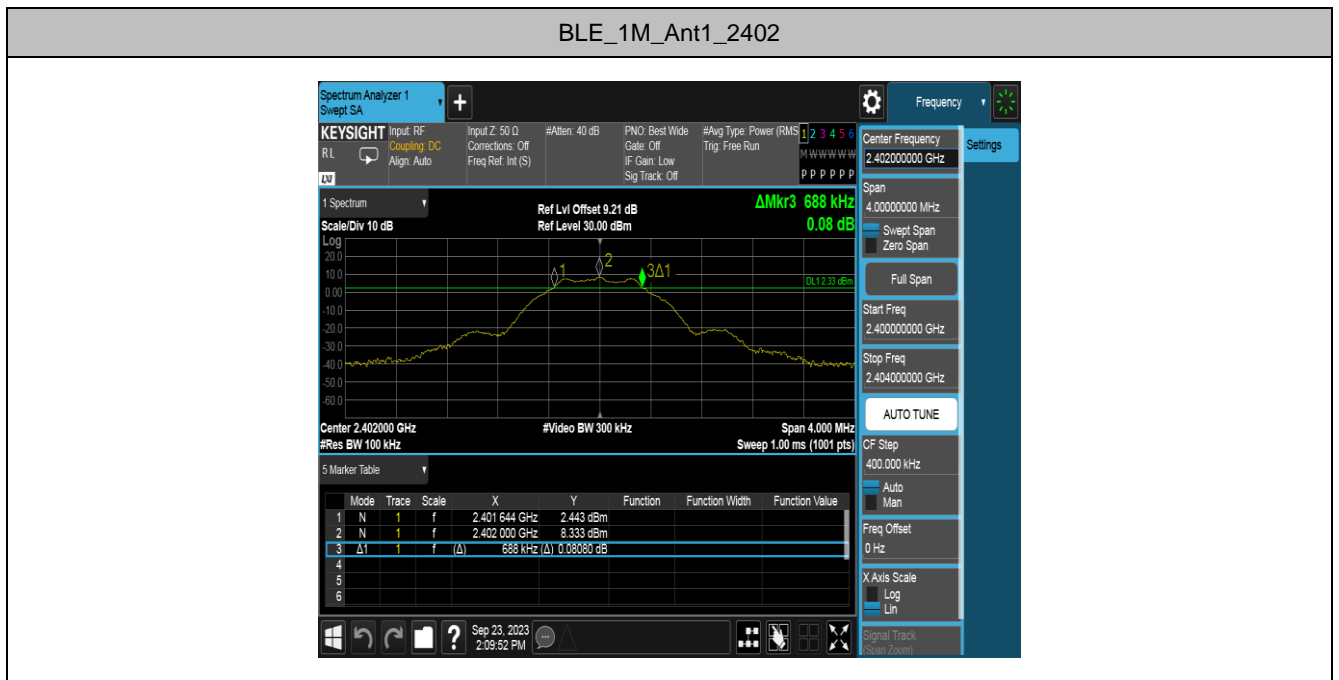 BLE_1M_Ant1_2402
Spectrum Analyzer 1
Swept SA
+
Frequency
KEYSIGHT
RL
LXI
Input: RF
Coupling: DC
Align: Auto
Input Z: 50 Ω
Corrections: Off
Freq Ref: Int (S)
#Atten: 40 dB
PNO: Best Wide
Gate: Off
IF Gain: Low
Sig Track: Off
#Avg Type: Power (RMS
Trig: Free Run
1 2 3 4 5 6
M W W W W W
P P P P P P
Center Frequency
2.402000000 GHz
Settings
Span
4.00000000 MHz
Swept Span
Zero Span
Full Span
Start Freq
2.400000000 GHz
Stop Freq
2.404000000 GHz
AUTO TUNE
CF Step
400.000 kHz
Auto
Man
Freq Offset
0 Hz
X Axis Scale
Log
Lin
Signal Track
(Span Zoom)
1 Spectrum
Scale/Div 10 dB
Ref Lvl Offset 9.21 dB
Ref Level 30.00 dBm
ΔMkr3 688 kHz
0.08 dB
Log
20.0
10.0
0.00
-10.0
-20.0
-30.0
-40.0
-50.0
-60.0
1
2
3Δ1
DL1 2.33 dBm
Center 2.402000 GHz
#Video BW 300 kHz
Span 4.000 MHz
#Res BW 100 kHz
Sweep 1.00 ms (1001 pts)
5 Marker Table
Mode Trace Scale X Y Function Function Width Function Value
1 N 1 f 2.401 644 GHz 2.443 dBm
2 N 1 f 2.402 000 GHz 8.333 dBm
3 Δ1 1 f (Δ) 688 kHz (Δ) 0.08080 dB
4
5
6
?
Sep 23, 2023
2:09:52 PM